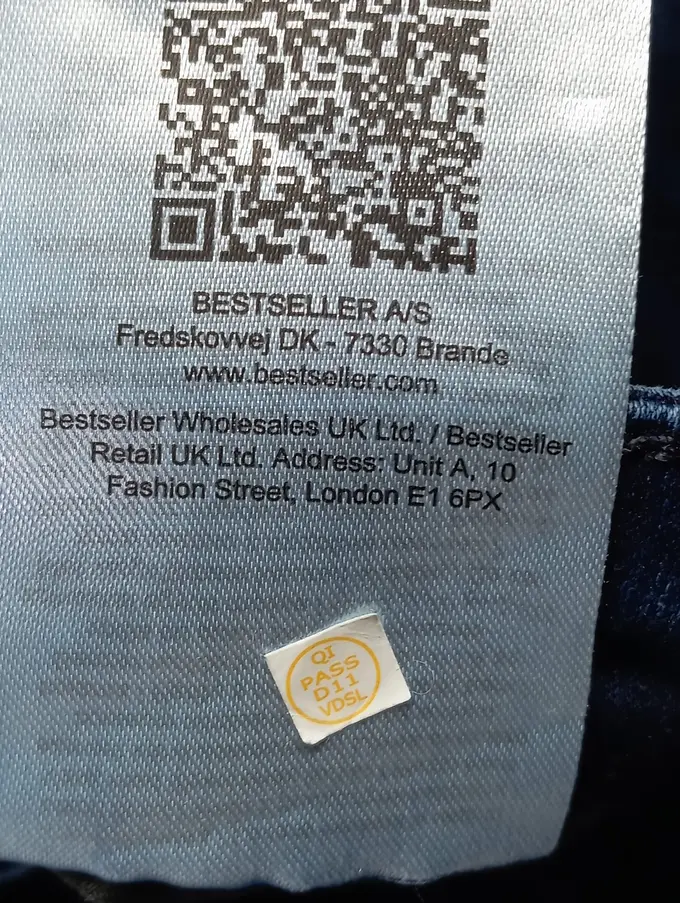 BESTSELLER A/S
Fredskovvej DK - 7330 Brande
www.bestseller.com
Bestseller Wholesales UK Ltd. / Bestseller
Retail UK Ltd. Address: Unit A, 10
Fashion Street, London E1 6PX
QI
PASS
D11
VDSL